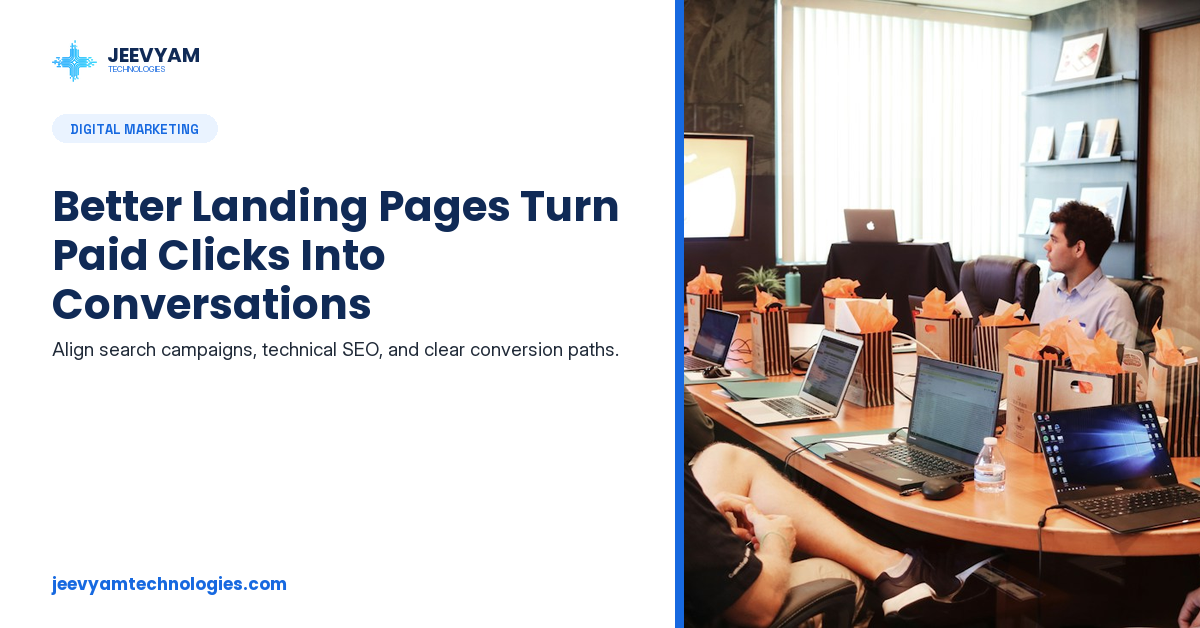 JEEVYAM
TECHNOLOGIES
DIGITAL MARKETING
Better Landing Pages Turn
Paid Clicks Into
Conversations
Align search campaigns, technical SEO, and clear conversion paths.
jeevyamtechnologies.com